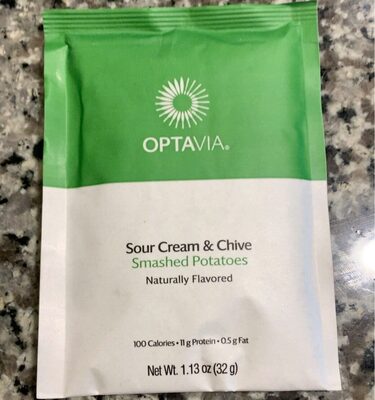 OPTAVIA®
Sour Cream & Chive
Smashed Potatoes
Naturally Flavored
100 Calories • 11 g Protein • 0.5 g Fat
Net Wt. 1.13 oz (32 g)